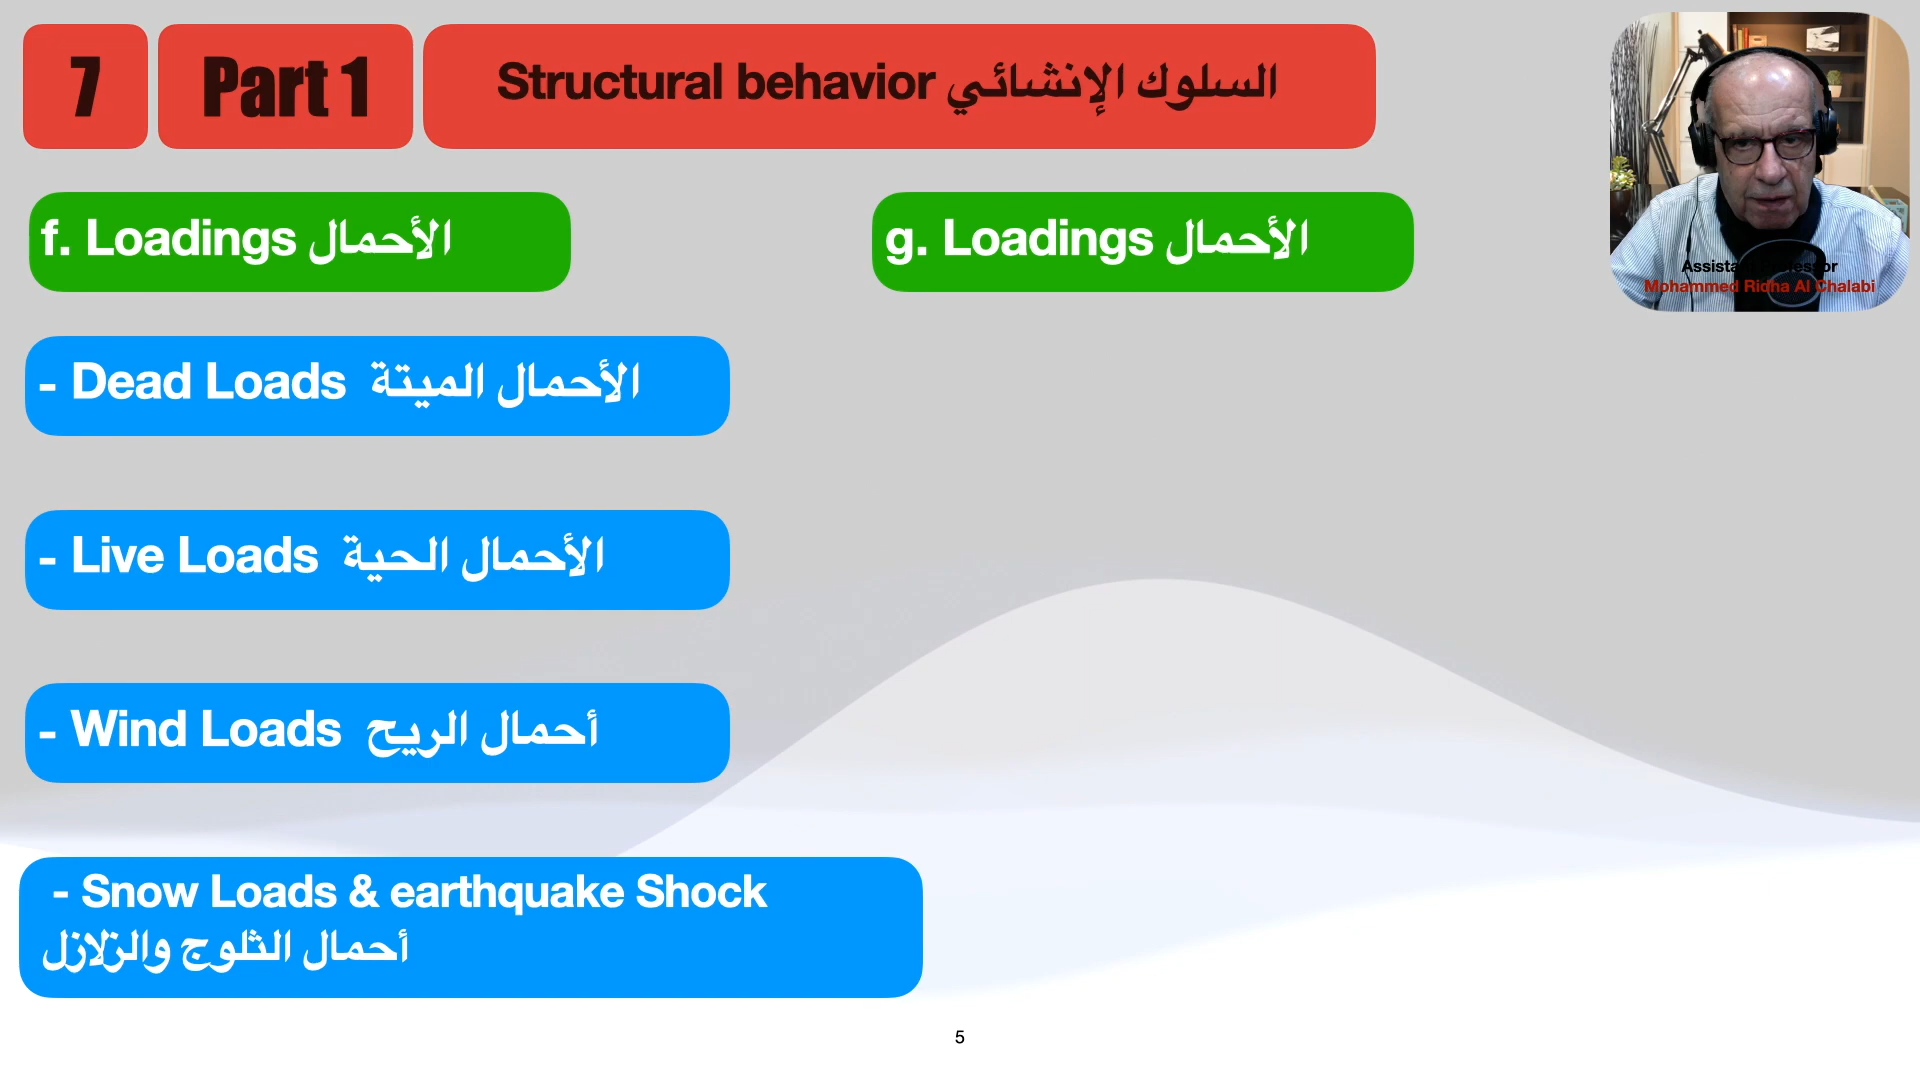 7
Part 1
Structural behavior السلوك الإنشائي
f. Loadings الأحمال
g. Loadings الأحمال
Mohammed Ridha Al Chalabi
- Dead Loads الأحمال الميتة
- Live Loads الأحمال الحية
- Wind Loads أحمال الريح
- Snow Loads & earthquake Shock
أحمال الثلوج والزلازل
5